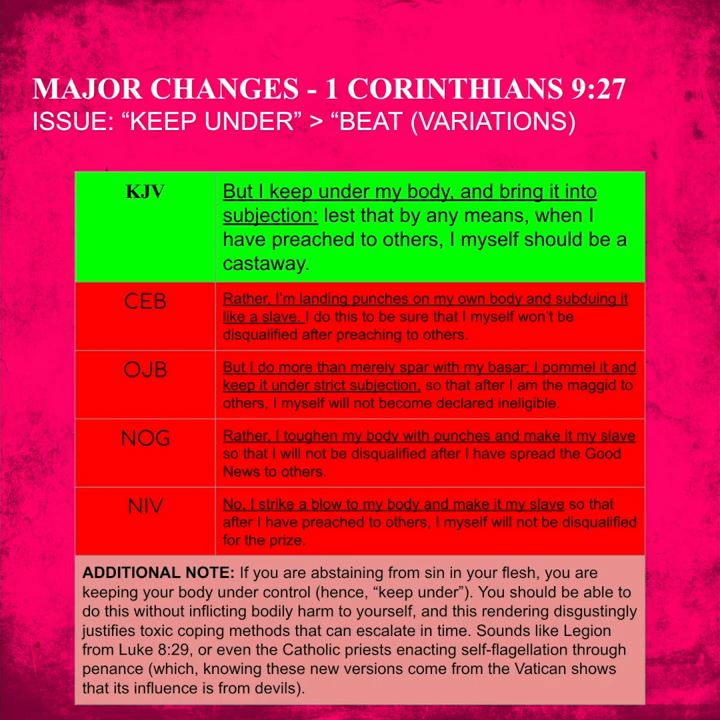 MAJOR CHANGES - 1 CORINTHIANS 9:27
ISSUE: “KEEP UNDER” > “BEAT (VARIATIONS)
KJV
But I keep under my body, and bring it into
subjection: lest that by any means, when I
have preached to others, I myself should be a
castaway.
CEB
Rather, I’m landing punches on my own body and subduing it
like a slave. I do this to be sure that I myself won’t be
disqualified after preaching to others.
OJB
But I do more than merely spar with my basar; I pommel it and
keep it under strict subjection, so that after I am the maggid to
others, I myself will not become declared ineligible.
NOG
Rather, I toughen my body with punches and make it my slave
so that I will not be disqualified after I have spread the Good
News to others.
NIV
No, I strike a blow to my body and make it my slave so that
after I have preached to others, I myself will not be disqualified
for the prize.
ADDITIONAL NOTE: If you are abstaining from sin in your flesh, you are
keeping your body under control (hence, “keep under”). You should be able to
do this without inflicting bodily harm to yourself, and this rendering disgustingly
justifies toxic coping methods that can escalate in time. Sounds like Legion
from Luke 8:29, or even the Catholic priests enacting self-flagellation through
penance (which, knowing these new versions come from the Vatican shows
that its influence is from devils).